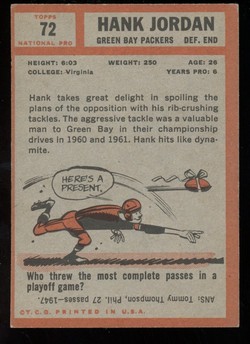 TOPPS
72
NATIONAL PRO
HANK JORDAN
GREEN BAY PACKERS DEF. END
HEIGHT: 6:03 WEIGHT: 250 AGE: 26
COLLEGE: Virginia YEARS PRO: 6
Hank takes great delight in spoiling the
plans of the opposition with his rib-crushing
tackles. The aggressive tackle was a valuable
man to Green Bay in their championship
drives in 1960 and 1961. Hank hits like dyna-
mite.
HERE'S A
PRESENT.
Who threw the most complete passes in a
playoff game?
ANS: Tommy Thompson, Phil. 27 passes—1947.
©T.C.G. PRINTED IN U.S.A.